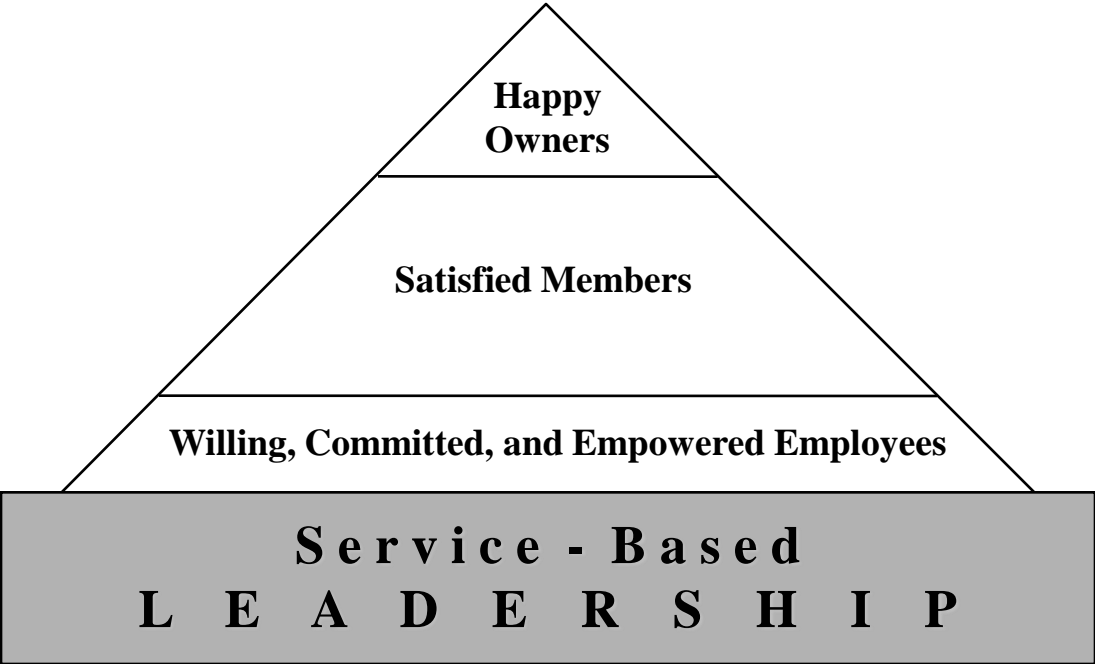 Happy
Owners
Satisfied Members
Willing, Committed, and Empowered Employees
Service - Based
LEADERSHIP